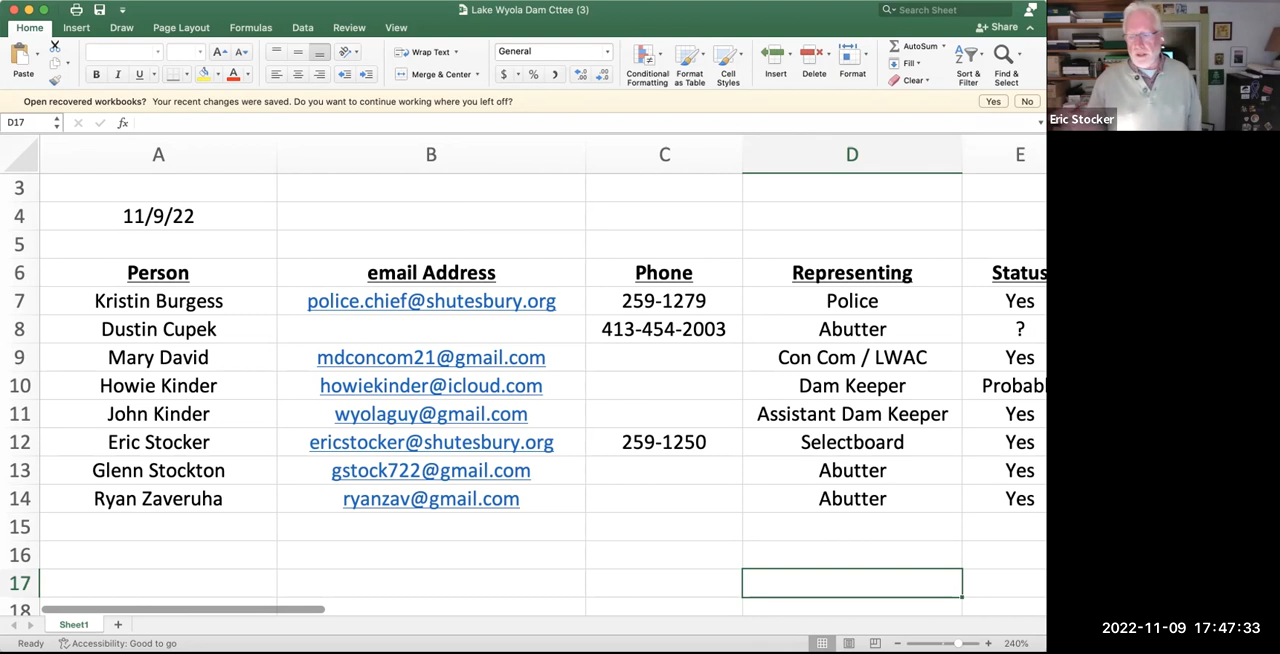 Lake Wyola Dam Cttee (3)
Search Sheet
Home Insert Draw Page Layout Formulas Data Review View
Share
Paste
B I U
A A
A
Wrap Text
Merge & Center
General
$ % )
Conditional Formatting
Format as Table
Cell Styles
Insert
Delete
Format
AutoSum
Fill
Clear
Sort & Filter
Find & Select
Open recovered workbooks? Your recent changes were saved. Do you want to continue working where you left off? Yes No
D17 fx
A B C D E
3
4 11/9/22
5
6 Person email Address Phone Representing Status
7 Kristin Burgess police.chief@shutesbury.org 259-1279 Police Yes
8 Dustin Cupek 413-454-2003 Abutter ?
9 Mary David mdconcom21@gmail.com Con Com / LWAC Yes
10 Howie Kinder howiekinder@icloud.com Dam Keeper Probabl
11 John Kinder wyolaguy@gmail.com Assistant Dam Keeper Yes
12 Eric Stocker ericstocker@shutesbury.org 259-1250 Selectboard Yes
13 Glenn Stockton gstock722@gmail.com Abutter Yes
14 Ryan Zaveruha ryanzav@gmail.com Abutter Yes
15
16
17
18
Sheet1 +
Ready Accessibility: Good to go
240%
Eric Stocker
2022-11-09 17:47:33